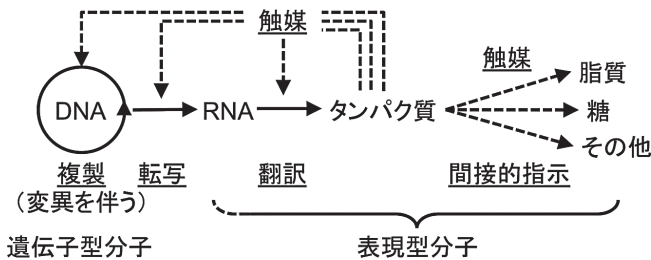 触媒
触媒
脂質
DNA
RNA
タンパク質
糖
その他
複製
転写
翻訳
間接的指示
(変異を伴う)
遺伝子型分子
表現型分子